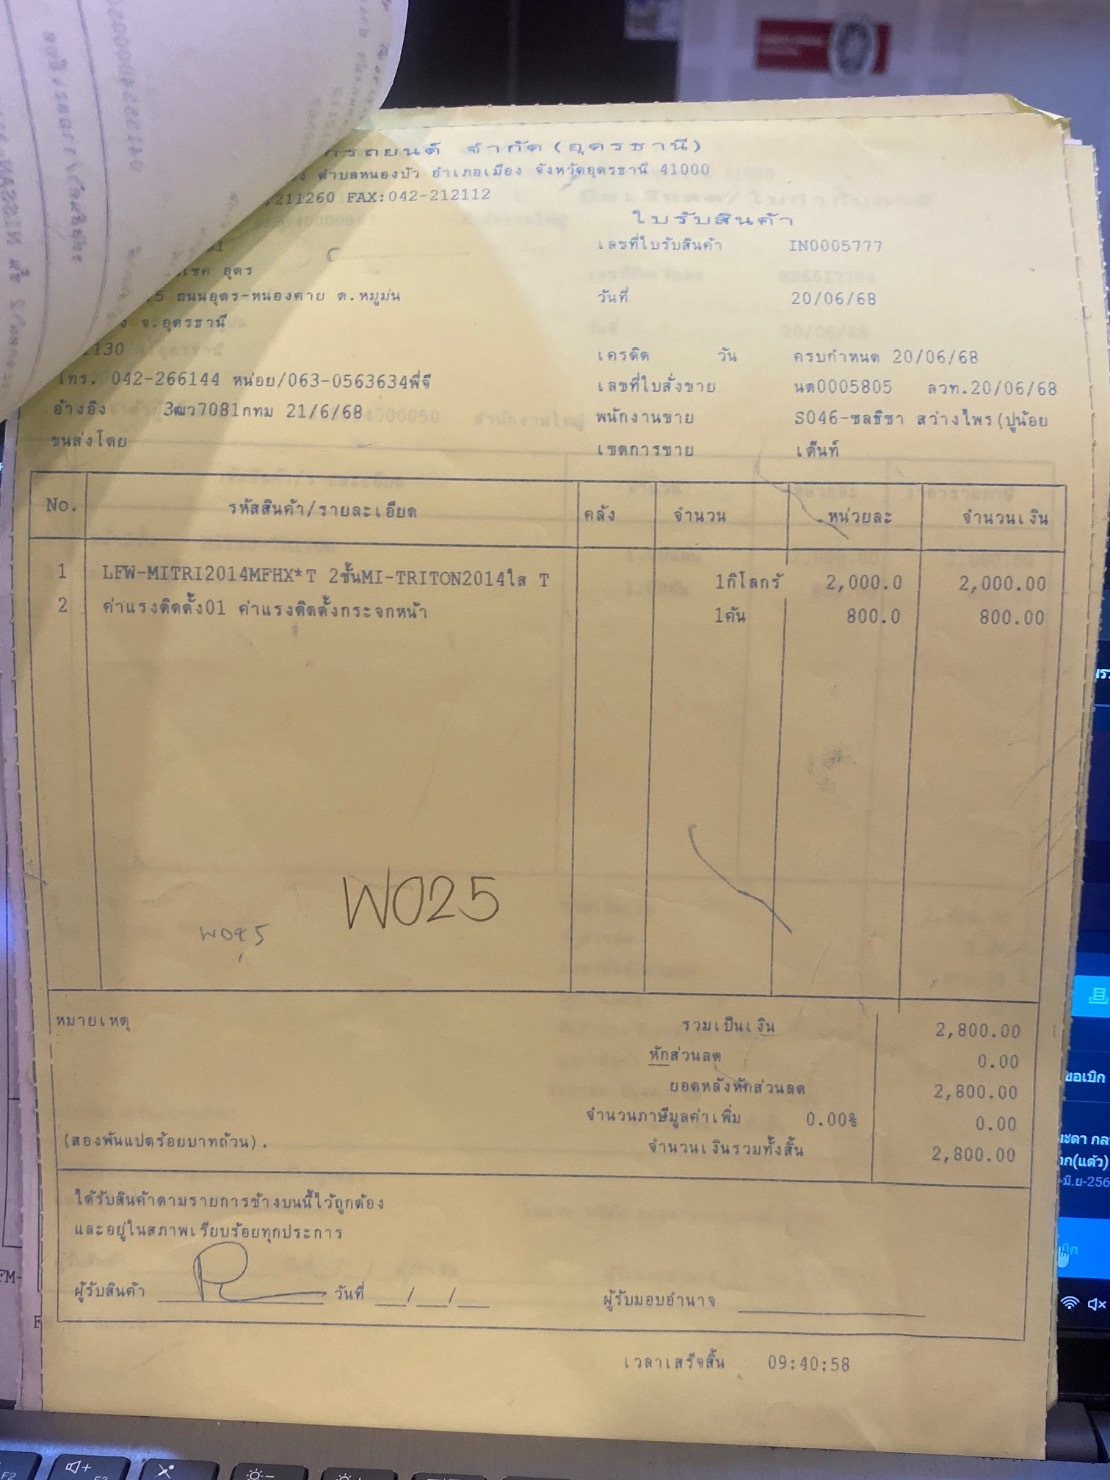 กรถยนต์ จำกัด(อุดรธานี)
ตำบลหนองบัว อำเภอเมือง จังหวัดอุดรธานี 41000
211260 FAX:042-212112
ใบรับสินค้า
เลขที่ใบรับสินค้า IN0005777
โชค อุดร
5 ถนนอุดร-หนองคาย ต.หมูม่น
วันที่ 20/06/68
จ.อุดรธานี
130
เครดิต วัน ครบกำหนด 20/06/68
โทร. 042-266144 หน่อย/063-0563634พี่จี
เลขที่ใบสั่งขาย นด0005805 ลวท.20/06/68
อ้างอิง 3ฒว7081กทม 21/6/68
พนักงานขาย S046-ชลธิชา สว่างไพร(ปูน้อย
ขนส่งโดย
เขตการขาย เต็นท์
No. รหัสสินค้า/รายละเอียด คลัง จำนวน หน่วยละ จำนวนเงิน
1 LFW-MITRI2014MFHX*T 2ชั้นMI-TRITON2014ใส T 1กิโลกรั 2,000.0 2,000.00
2 ค่าแรงติดตั้ง01 ค่าแรงติดตั้งกระจกหน้า 1คัน 800.0 800.00
W025
W025
หมายเหตุ รวมเป็นเงิน 2,800.00
หักส่วนลด 0.00
ยอดหลังหักส่วนลด 2,800.00
จำนวนภาษีมูลค่าเพิ่ม 0.00% 0.00
(สองพันแปดร้อยบาทถ้วน). จำนวนเงินรวมทั้งสิ้น 2,800.00
ได้รับสินค้าตามรายการข้างบนนี้ไว้ถูกต้อง
และอยู่ในสภาพเรียบร้อยทุกประการ
ผู้รับสินค้า วันที่ __/__/__ ผู้รับมอบอำนาจ
เวลาเสร็จสิ้น 09:40:58